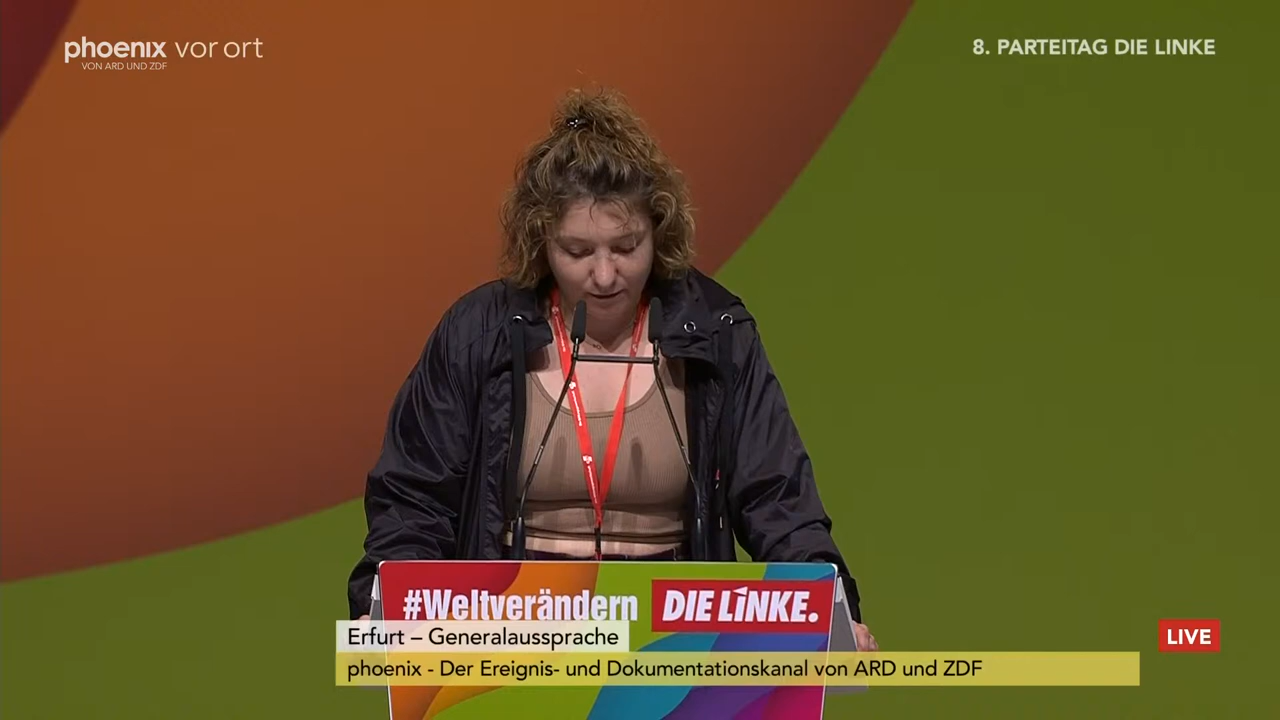 phoenix vor ort
VON ARD UND ZDF
8. PARTEITAG DIE LINKE
#Weltverändern
DIE LINKE.
Erfurt – Generalaussprache
LIVE
phoenix - Der Ereignis- und Dokumentationskanal von ARD und ZDF